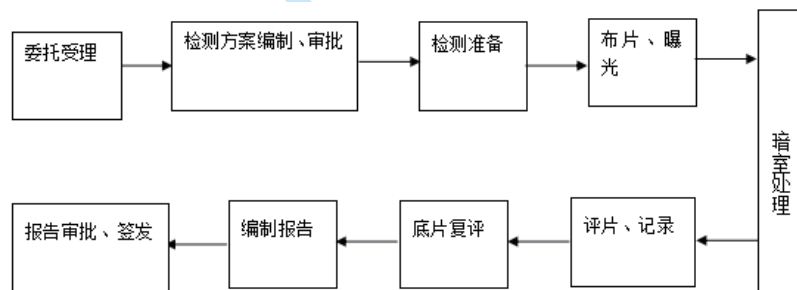 委托受理
检测方案编制、审批
检测准备
布片、曝
光
暗室处理
评片、记录
底片复评
编制报告
报告审批、签发